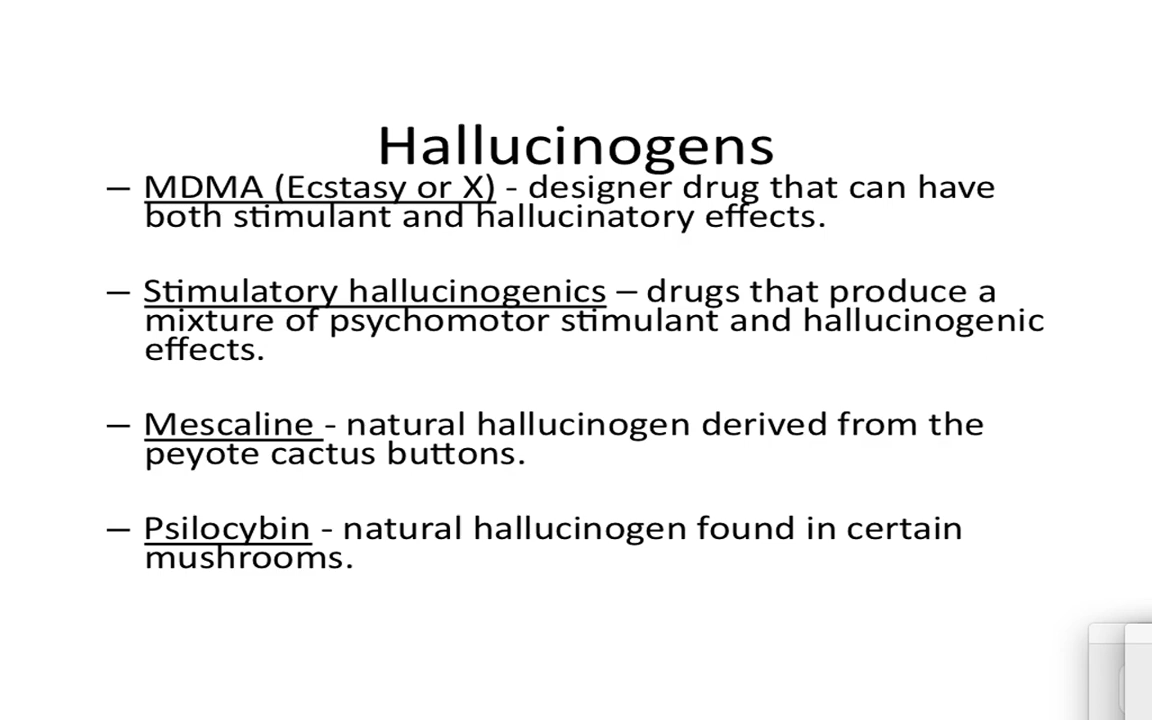 Hallucinogens
– MDMA (Ecstasy or X) - designer drug that can have
both stimulant and hallucinatory effects.
– Stimulatory hallucinogenics – drugs that produce a
mixture of psychomotor stimulant and hallucinogenic
effects.
– Mescaline - natural hallucinogen derived from the
peyote cactus buttons.
– Psilocybin - natural hallucinogen found in certain
mushrooms.